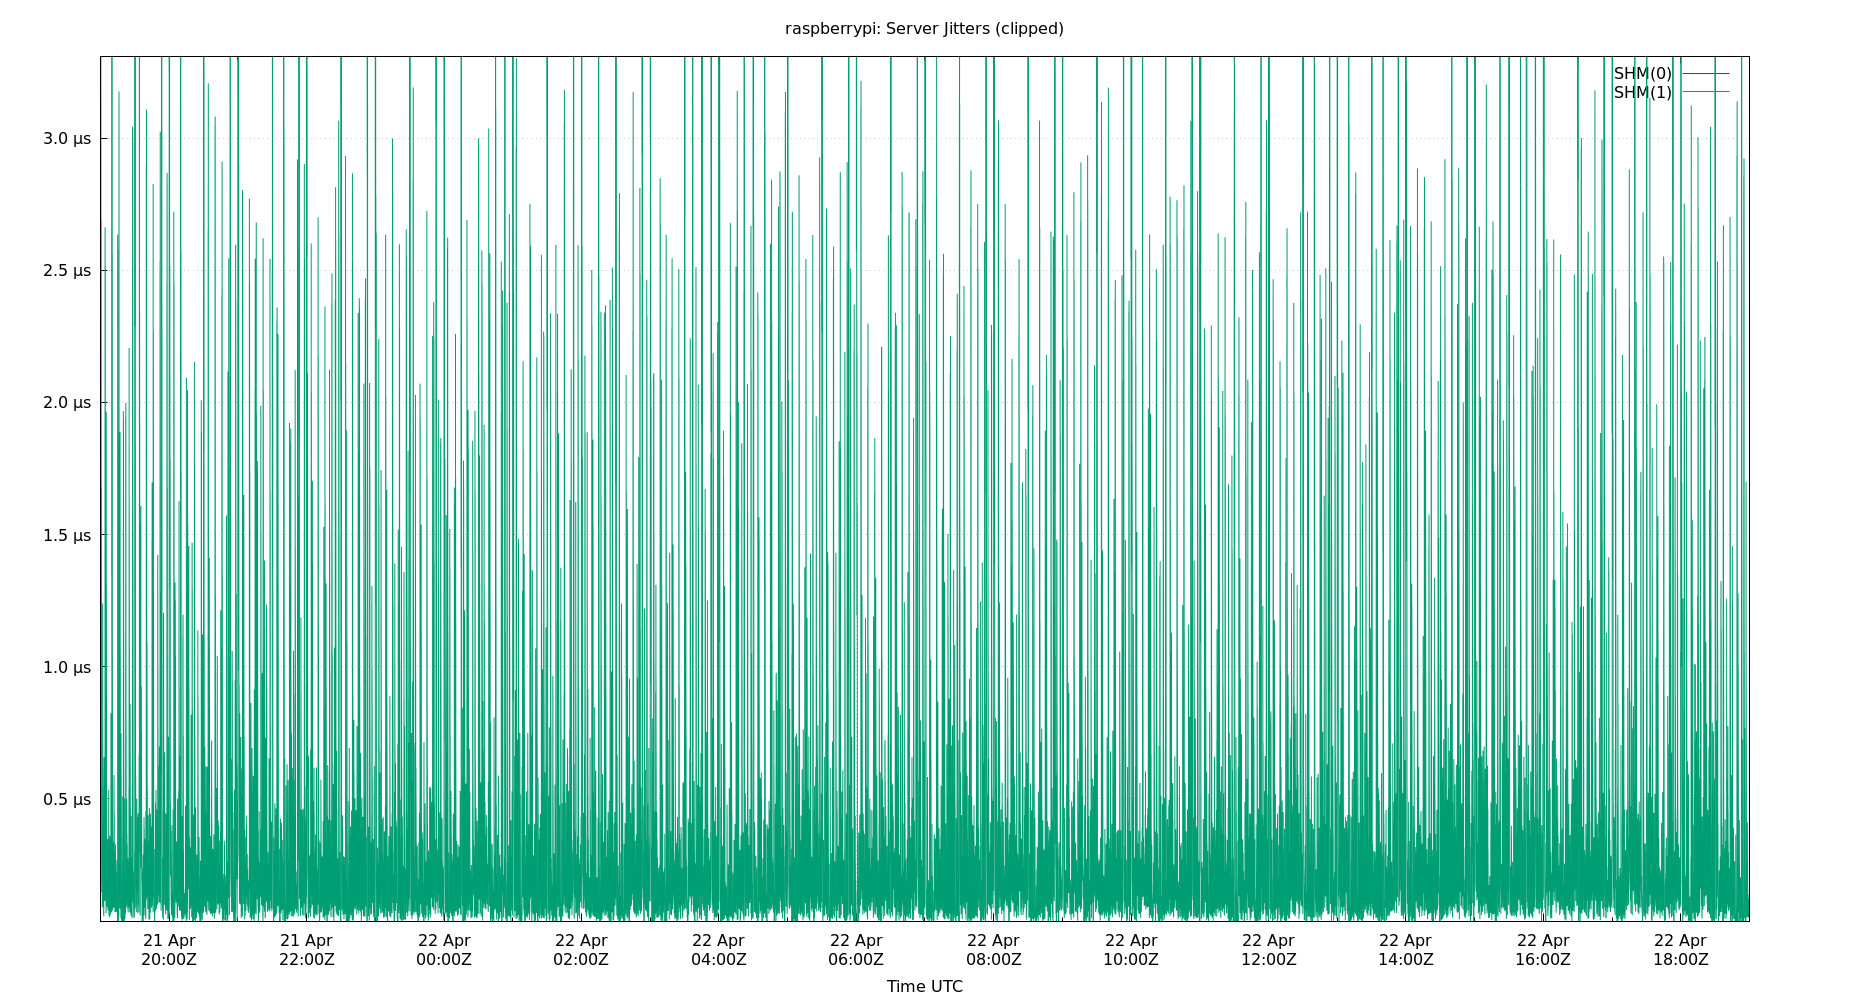 raspberrypi: Server Jitters (clipped)
SHM(0)
SHM(1)
3.0 µs
2.5 µs
2.0 µs
1.5 µs
1.0 µs
0.5 µs
21 Apr 21 Apr 22 Apr 22 Apr 22 Apr 22 Apr 22 Apr 22 Apr 22 Apr 22 Apr 22 Apr 22 Apr
20:00Z 22:00Z 00:00Z 02:00Z 04:00Z 06:00Z 08:00Z 10:00Z 12:00Z 14:00Z 16:00Z 18:00Z
Time UTC